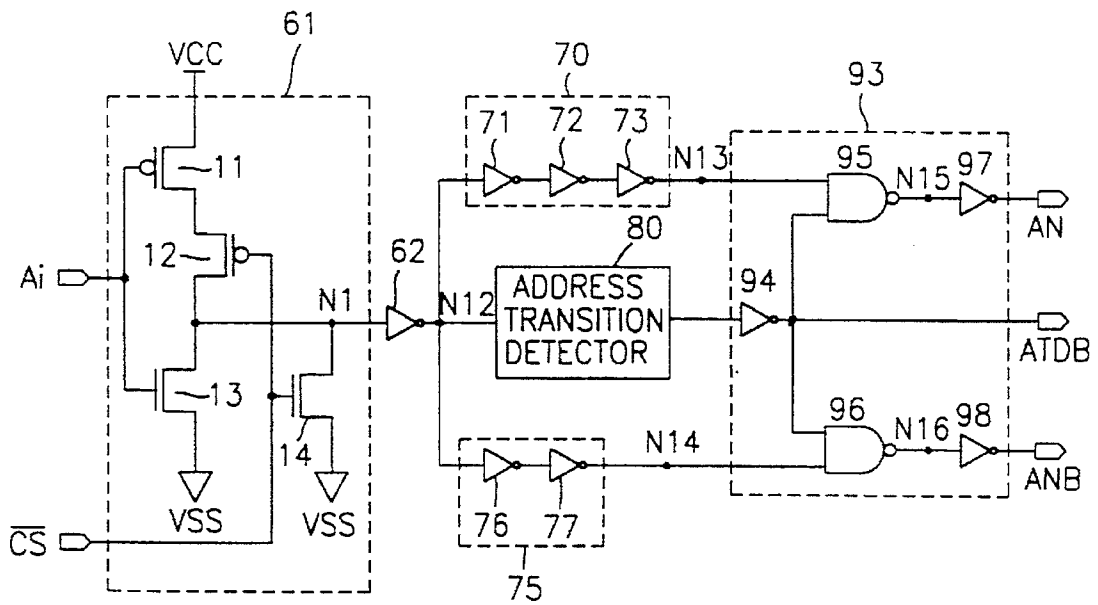 61
VCC
70
93
71
72
73
N13
95
N15
97
11
AN
80
12
62
94
Ai
N1
N12
ADDRESS
TRANSITION
DETECTOR
ATDB
13
96
14
N14
N16
98
ANB
VSS
VSS
76
77
CS
75